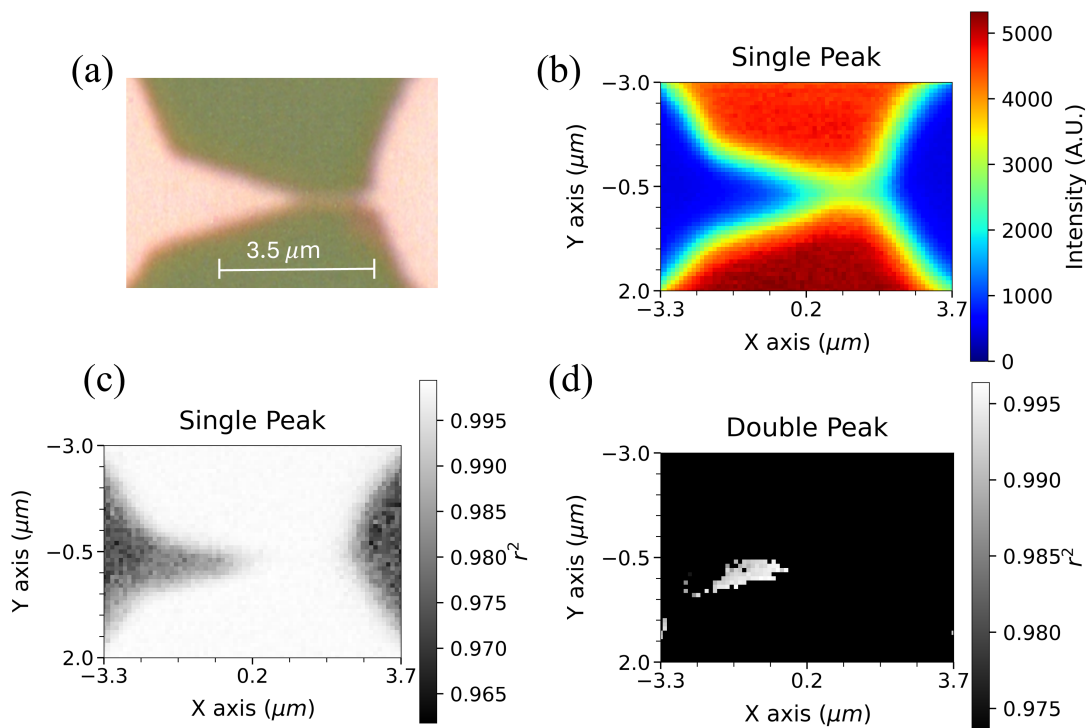 (a)
3.5 μm
(b)
Single Peak
−3.0
−0.5
2.0
Y axis (μm)
−3.3
0.2
3.7
X axis (μm)
5000
4000
3000
2000
1000
0
Intensity (A.U.)
(c)
Single Peak
−3.0
−0.5
2.0
Y axis (μm)
−3.3
0.2
3.7
X axis (μm)
0.995
0.990
0.985
0.980
0.975
0.970
0.965
r²
(d)
Double Peak
−3.0
−0.5
2.0
Y axis (μm)
−3.3
0.2
3.7
X axis (μm)
0.995
0.990
0.985
0.980
0.975
r²